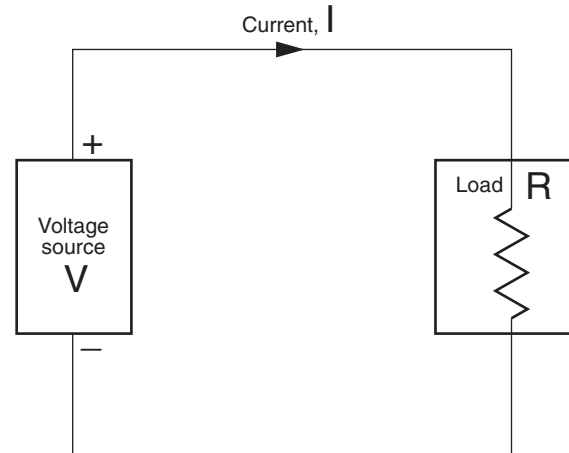 Current, I
+
Voltage
source
V
–
Load R